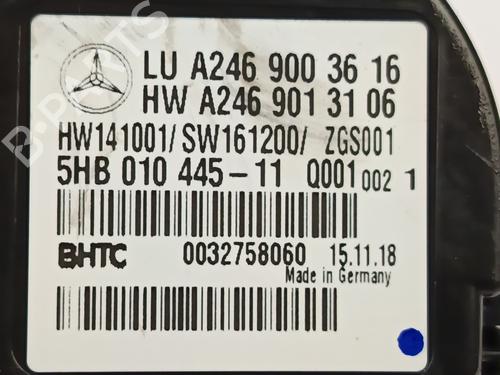 LU A246 900 36 16
HW A246 901 31 06
HW141001/ SW161200/ ZGS001
5HB 010 445-11 Q001 002 1
BHTC 0032758060 15.11.18
Made in Germany
B-PARTS